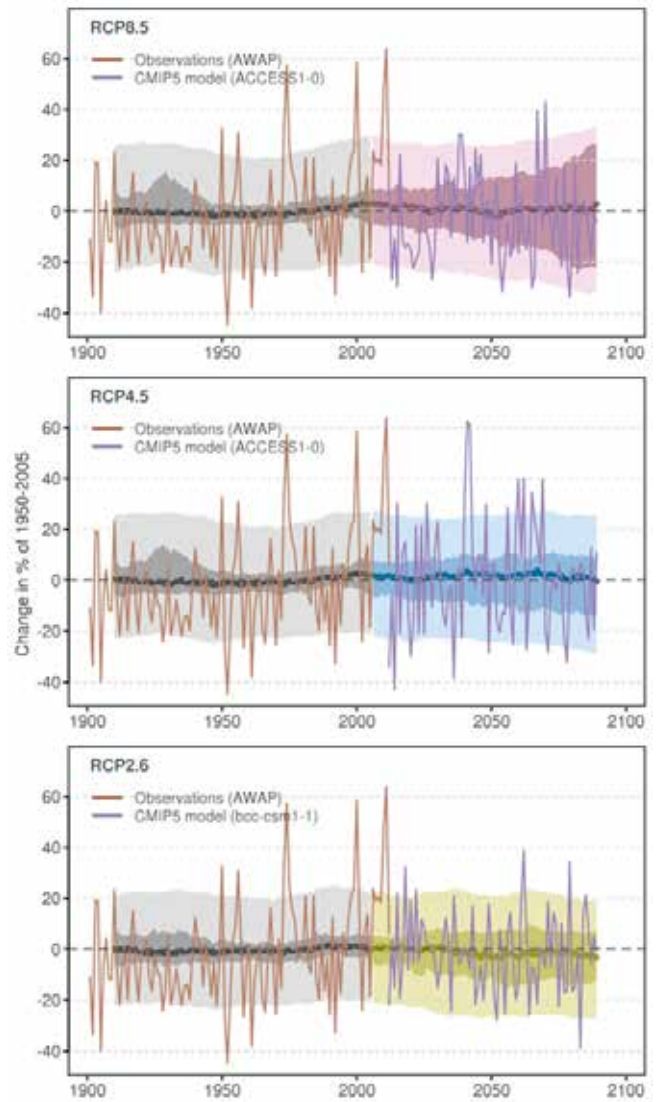 RCP8.5
Observations (AWAP)
CMIP5 model (ACCESS1-0)
60
40
20
0
-20
-40
1900 1950 2000 2050 2100
RCP4.5
Observations (AWAP)
CMIP5 model (ACCESS1-0)
60
40
20
0
-20
-40
1900 1950 2000 2050 2100
Change in % of 1950-2005
RCP2.6
Observations (AWAP)
CMIP5 model (bcc-csm1-1)
60
40
20
0
-20
-40
1900 1950 2000 2050 2100